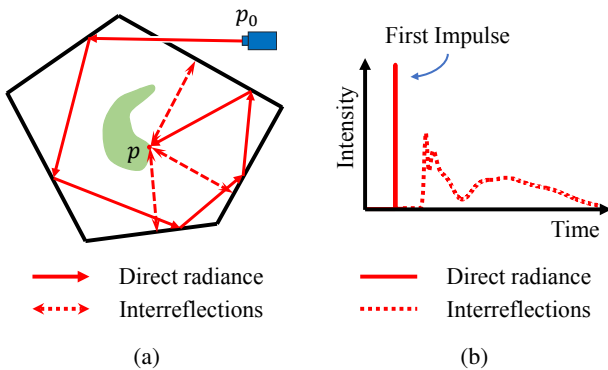 p₀
p
Direct radiance
Interreflections
(a)
First Impulse
Intensity
Time
Direct radiance
Interreflections
(b)